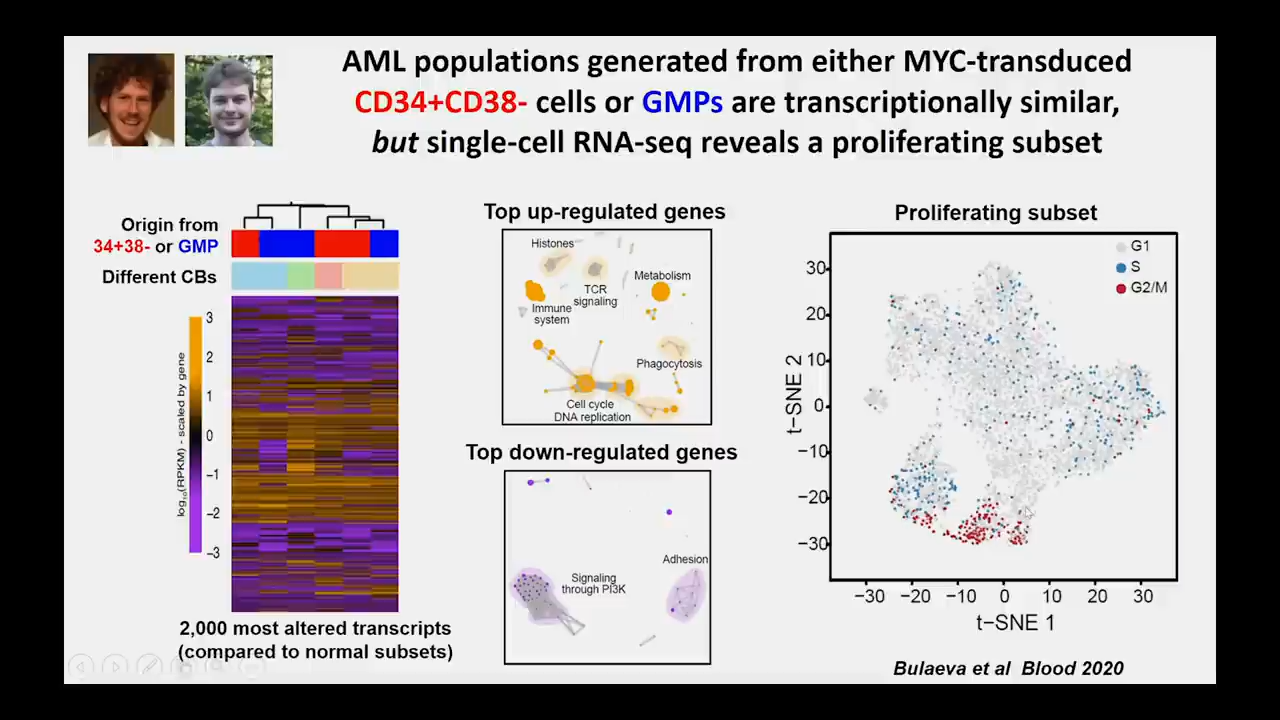 AML populations generated from either MYC-transduced
CD34+CD38- cells or GMPs are transcriptionally similar,
but single-cell RNA-seq reveals a proliferating subset
Origin from
34+38- or GMP
Different CBs
log10(RPKM) - scaled by gene
3
2
1
0
−1
−2
−3
2,000 most altered transcripts
(compared to normal subsets)
Top up-regulated genes
Histones
TCR
signaling
Metabolism
Immune
system
Phagocytosis
Cell cycle
DNA replication
Top down-regulated genes
Signaling
through PI3K
Adhesion
Proliferating subset
G1
S
G2/M
t−SNE 2
30
20
10
0
−10
−20
−30
−30 −20 −10 0 10 20 30
t−SNE 1
Bulaeva et al Blood 2020